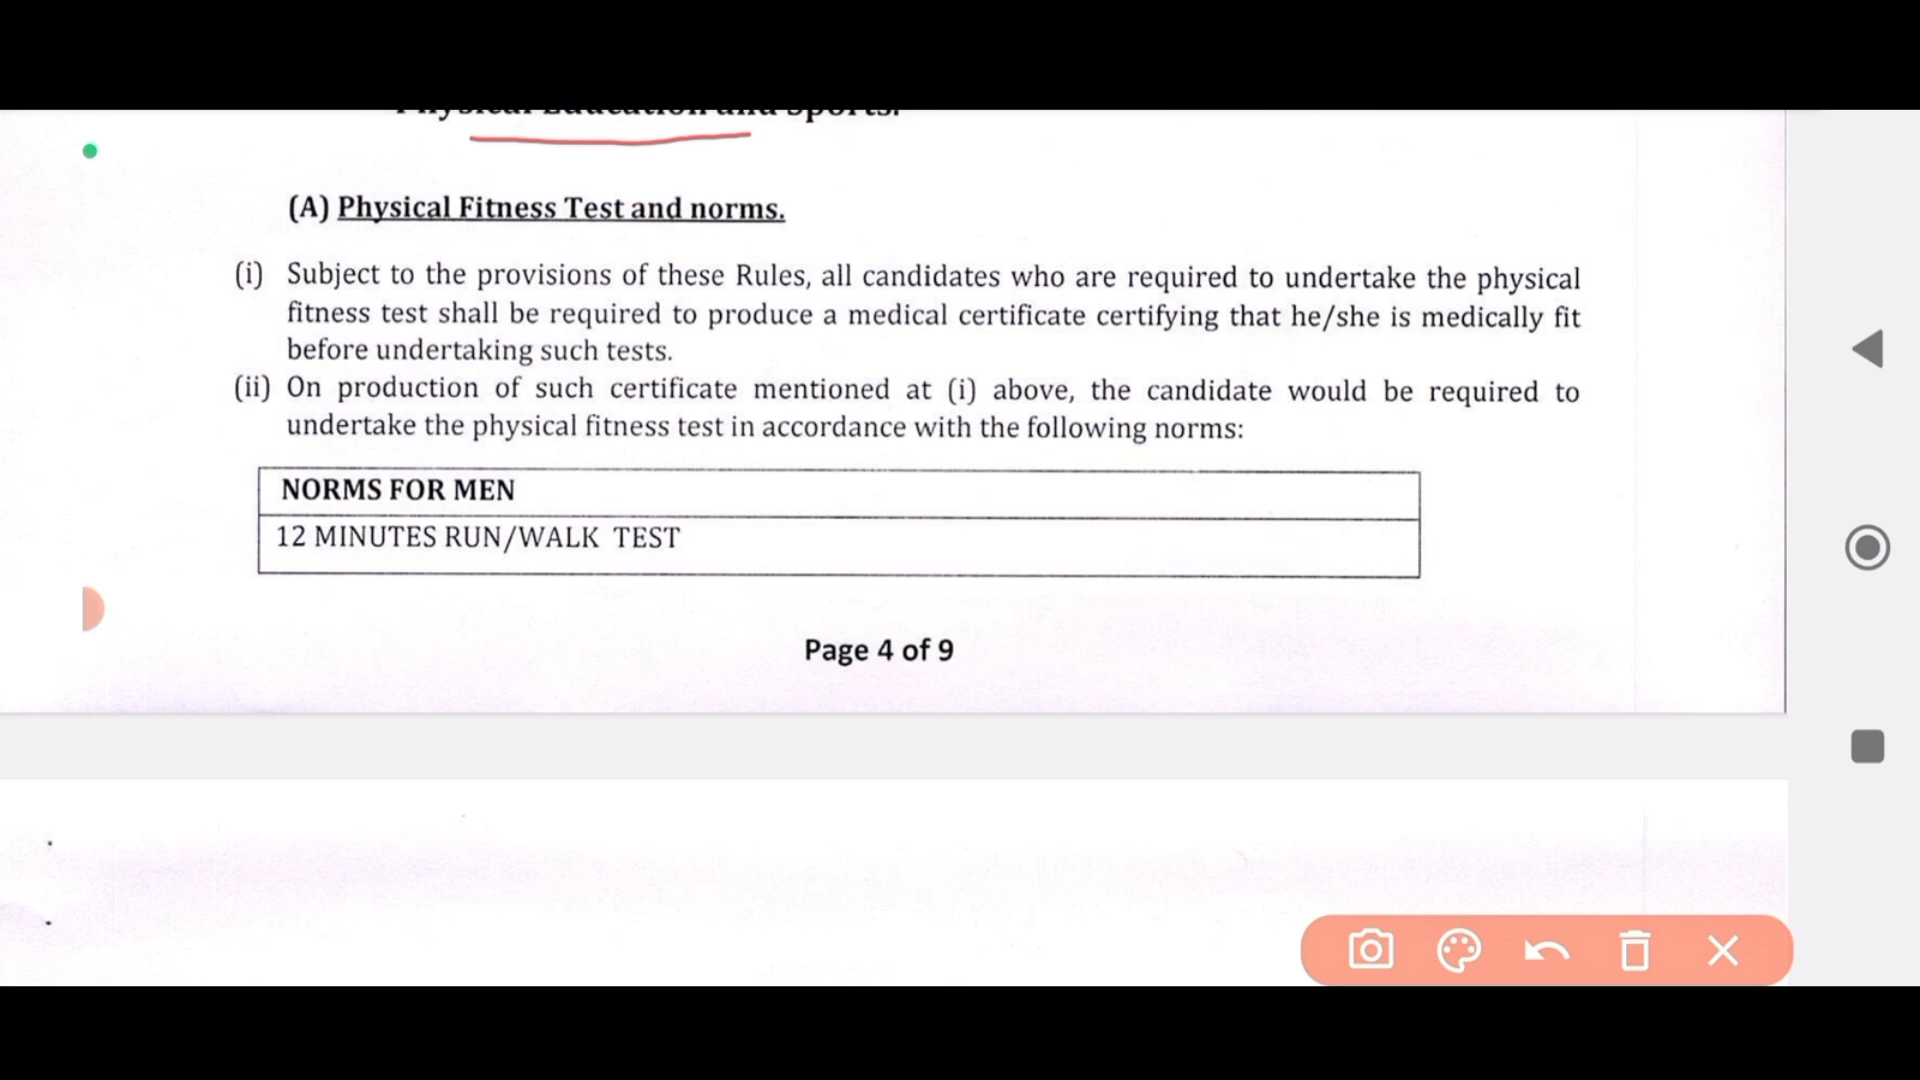 Physical Education and Sports.
(A) Physical Fitness Test and norms.
(i) Subject to the provisions of these Rules, all candidates who are required to undertake the physical
fitness test shall be required to produce a medical certificate certifying that he/she is medically fit
before undertaking such tests.
(ii) On production of such certificate mentioned at (i) above, the candidate would be required to
undertake the physical fitness test in accordance with the following norms:
NORMS FOR MEN
12 MINUTES RUN/WALK TEST
Page 4 of 9